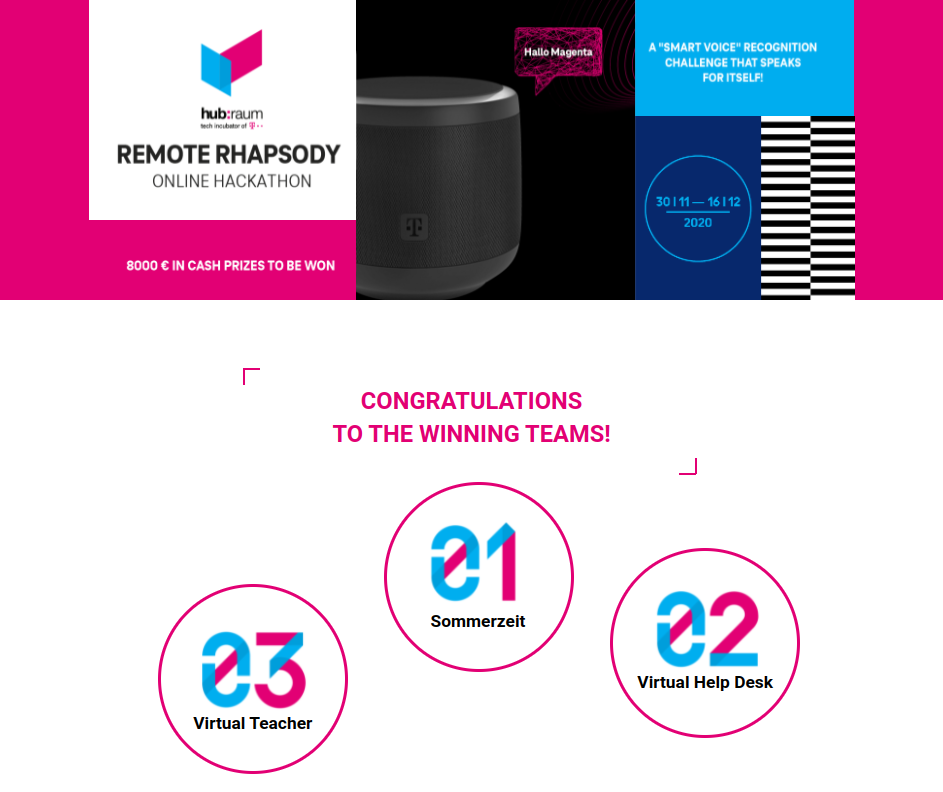 hub:raum
tech incubator of T
REMOTE RHAPSODY
ONLINE HACKATHON
8000 € IN CASH PRIZES TO BE WON
Hallo Magenta
T
A "SMART VOICE" RECOGNITION
CHALLENGE THAT SPEAKS
FOR ITSELF!
30 | 11 — 16 | 12
2020
CONGRATULATIONS
TO THE WINNING TEAMS!
01
Sommerzeit
02
Virtual Help Desk
03
Virtual Teacher